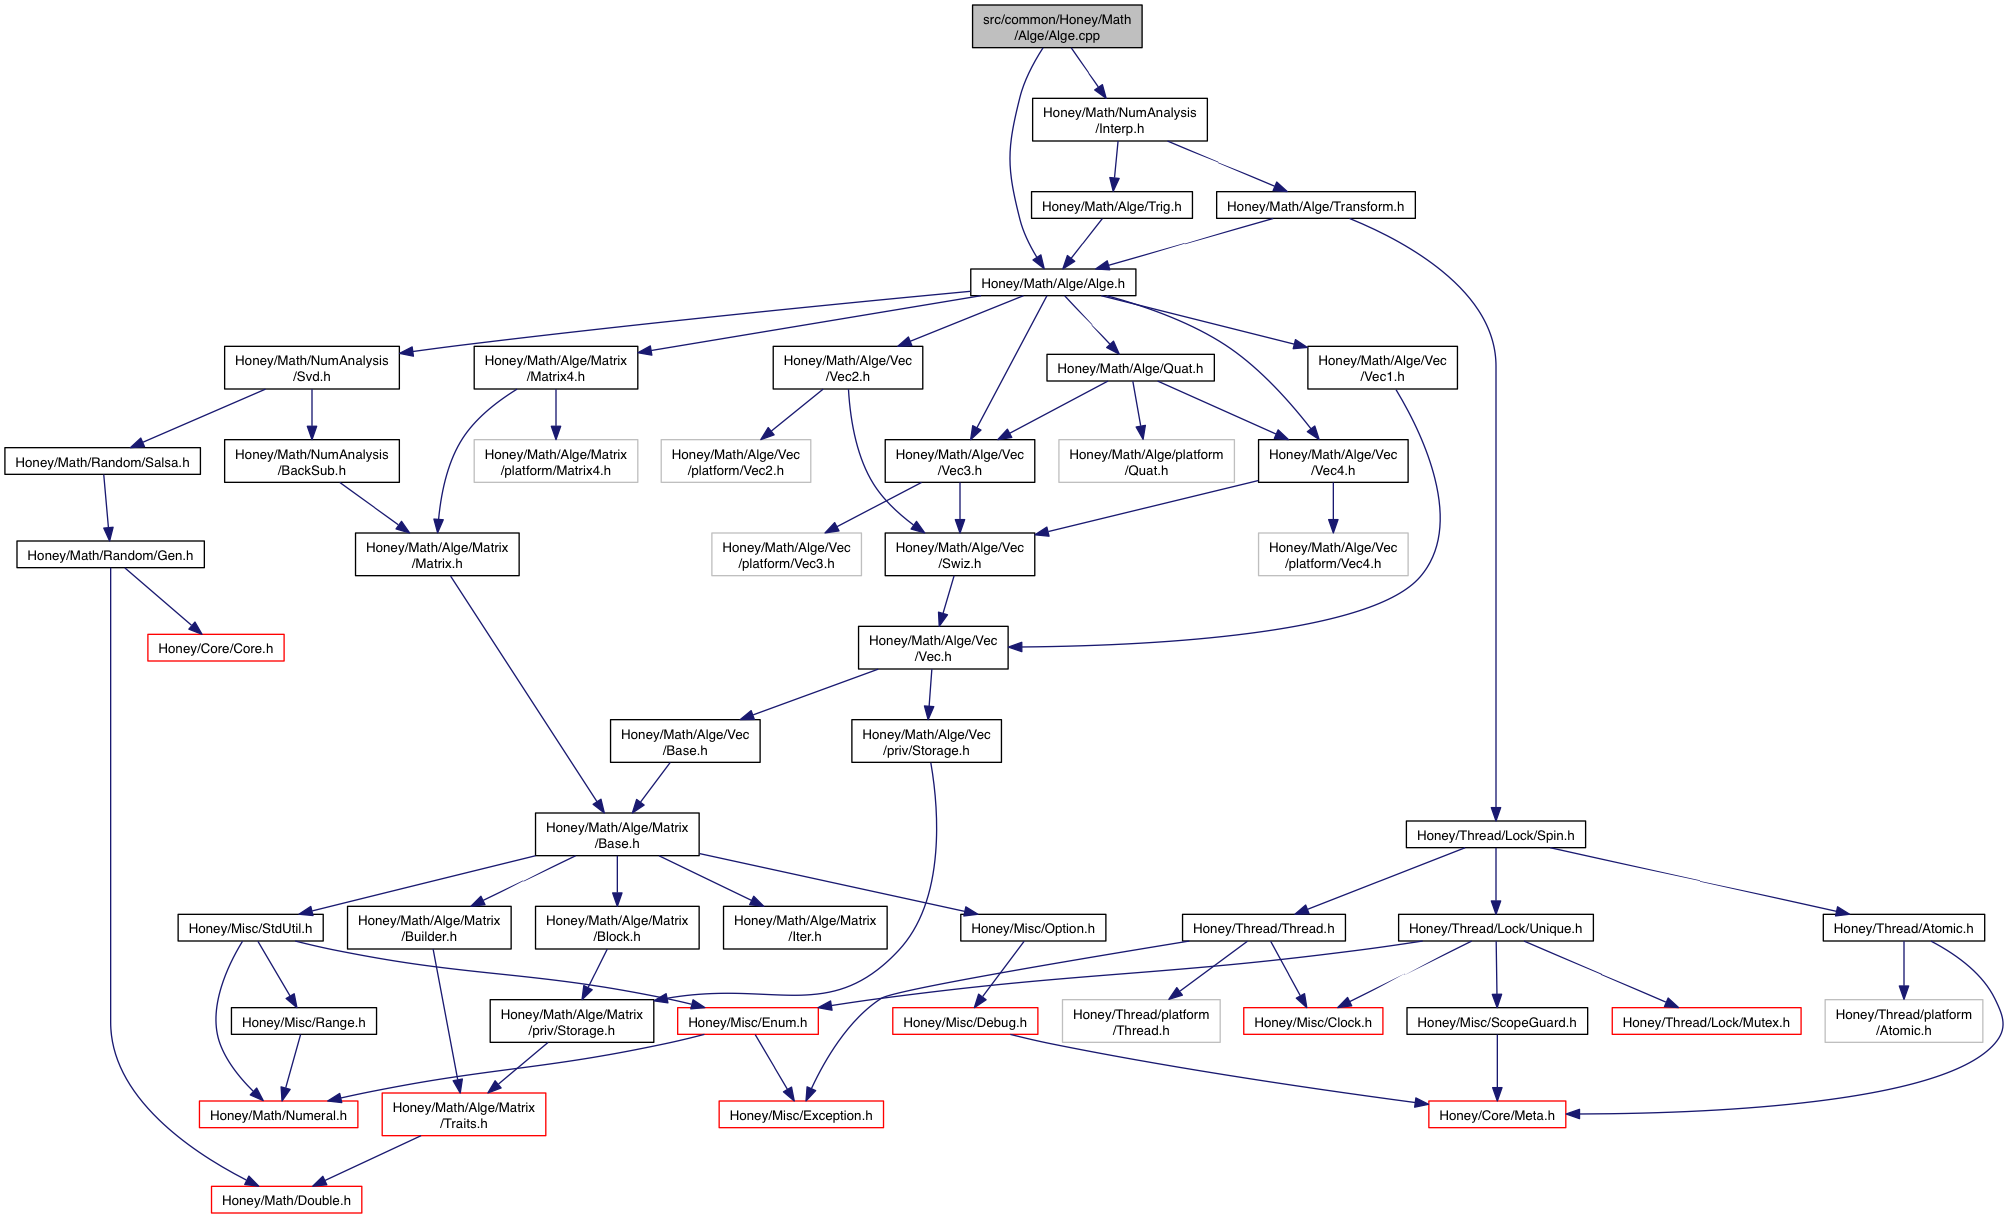 src/common/Honey/Math
/Alge/Alge.cpp
Honey/Math/NumAnalysis
/Interp.h
Honey/Math/Alge/Trig.h
Honey/Math/Alge/Transform.h
Honey/Math/Alge/Alge.h
Honey/Math/NumAnalysis
/Svd.h
Honey/Math/Alge/Matrix
/Matrix4.h
Honey/Math/Alge/Vec
/Vec2.h
Honey/Math/Alge/Quat.h
Honey/Math/Alge/Vec
/Vec1.h
Honey/Math/Random/Salsa.h
Honey/Math/NumAnalysis
/BackSub.h
Honey/Math/Alge/Matrix
/platform/Matrix4.h
Honey/Math/Alge/Vec
/platform/Vec2.h
Honey/Math/Alge/Vec
/Vec3.h
Honey/Math/Alge/platform
/Quat.h
Honey/Math/Alge/Vec
/Vec4.h
Honey/Math/Random/Gen.h
Honey/Math/Alge/Matrix
/Matrix.h
Honey/Math/Alge/Vec
/platform/Vec3.h
Honey/Math/Alge/Vec
/Swiz.h
Honey/Math/Alge/Vec
/platform/Vec4.h
Honey/Core/Core.h
Honey/Math/Alge/Vec
/Vec.h
Honey/Math/Alge/Vec
/Base.h
Honey/Math/Alge/Vec
/priv/Storage.h
Honey/Math/Alge/Matrix
/Base.h
Honey/Thread/Lock/Spin.h
Honey/Misc/StdUtil.h
Honey/Math/Alge/Matrix
/Builder.h
Honey/Math/Alge/Matrix
/Block.h
Honey/Math/Alge/Matrix
/Iter.h
Honey/Misc/Option.h
Honey/Thread/Thread.h
Honey/Thread/Lock/Unique.h
Honey/Thread/Atomic.h
Honey/Misc/Range.h
Honey/Math/Alge/Matrix
/priv/Storage.h
Honey/Misc/Enum.h
Honey/Misc/Debug.h
Honey/Thread/platform
/Thread.h
Honey/Misc/Clock.h
Honey/Misc/ScopeGuard.h
Honey/Thread/Lock/Mutex.h
Honey/Thread/platform
/Atomic.h
Honey/Math/Numeral.h
Honey/Math/Alge/Matrix
/Traits.h
Honey/Misc/Exception.h
Honey/Core/Meta.h
Honey/Math/Double.h